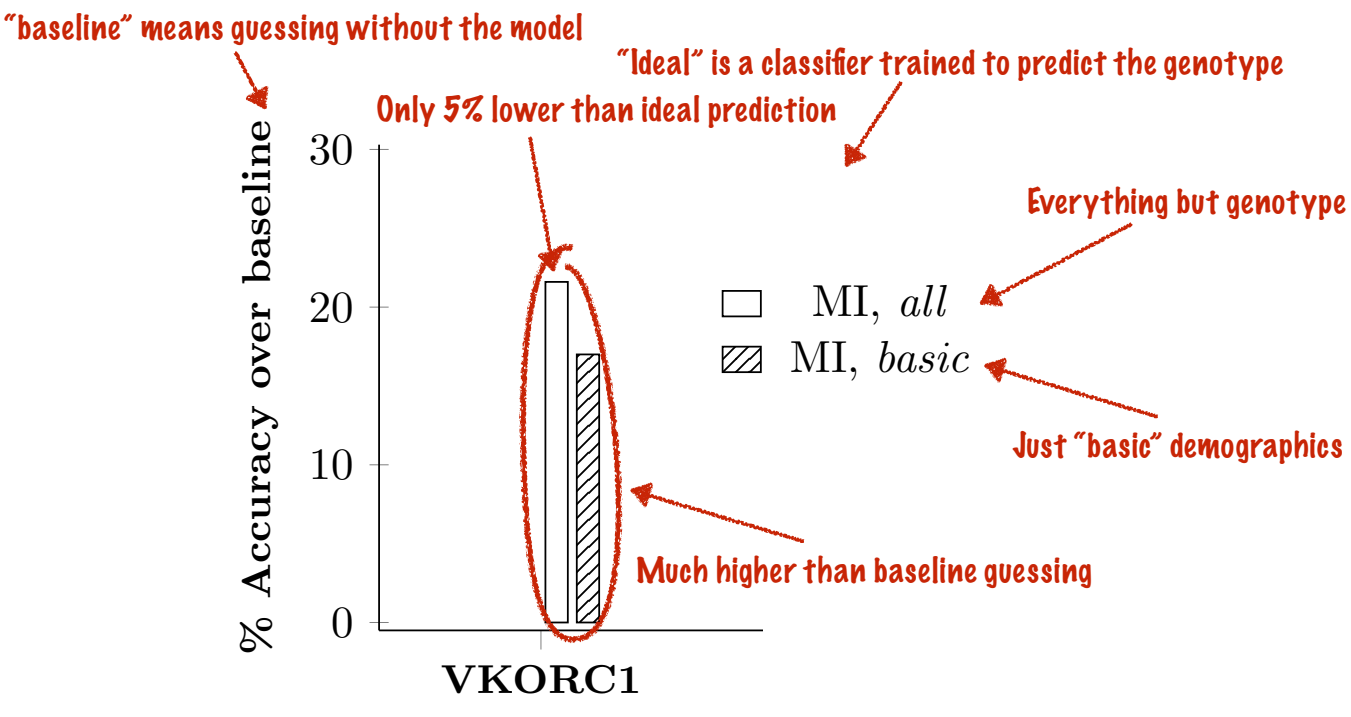 “baseline” means guessing without the model
“Ideal” is a classifier trained to predict the genotype
Only 5% lower than ideal prediction
% Accuracy over baseline
30
20
10
0
Everything but genotype
MI, all
MI, basic
Just “basic” demographics
Much higher than baseline guessing
VKORC1